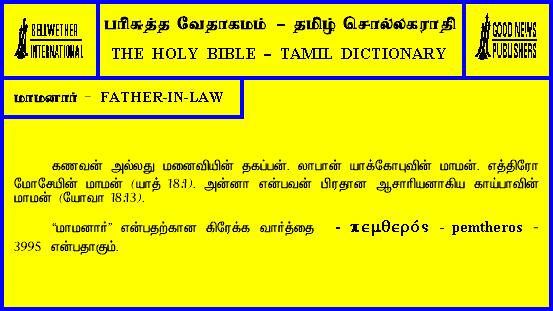 BELLWETHER
INTERNATIONAL
பரிசுத்த வேதாகமம் - தமிழ் சொல்லகராதி
THE HOLY BIBLE - TAMIL DICTIONARY
GOOD NEWS
PUBLISHERS
மாமனார் - FATHER-IN-LAW
கணவன் அல்லது மனைவியின் தகப்பன். லாபான் யாக்கோபுவின் மாமன். எத்திரோ
மோசேயின் மாமன் (யாத் 18:1). அன்னா என்பவன் பிரதான ஆசாரியனாகிய காய்பாவின்
மாமன் (யோவா 18:13).
“மாமனார்” என்பதற்கான கிரேக்க வார்த்தை - πεμθερός - pemtheros -
3995 என்பதாகும்.